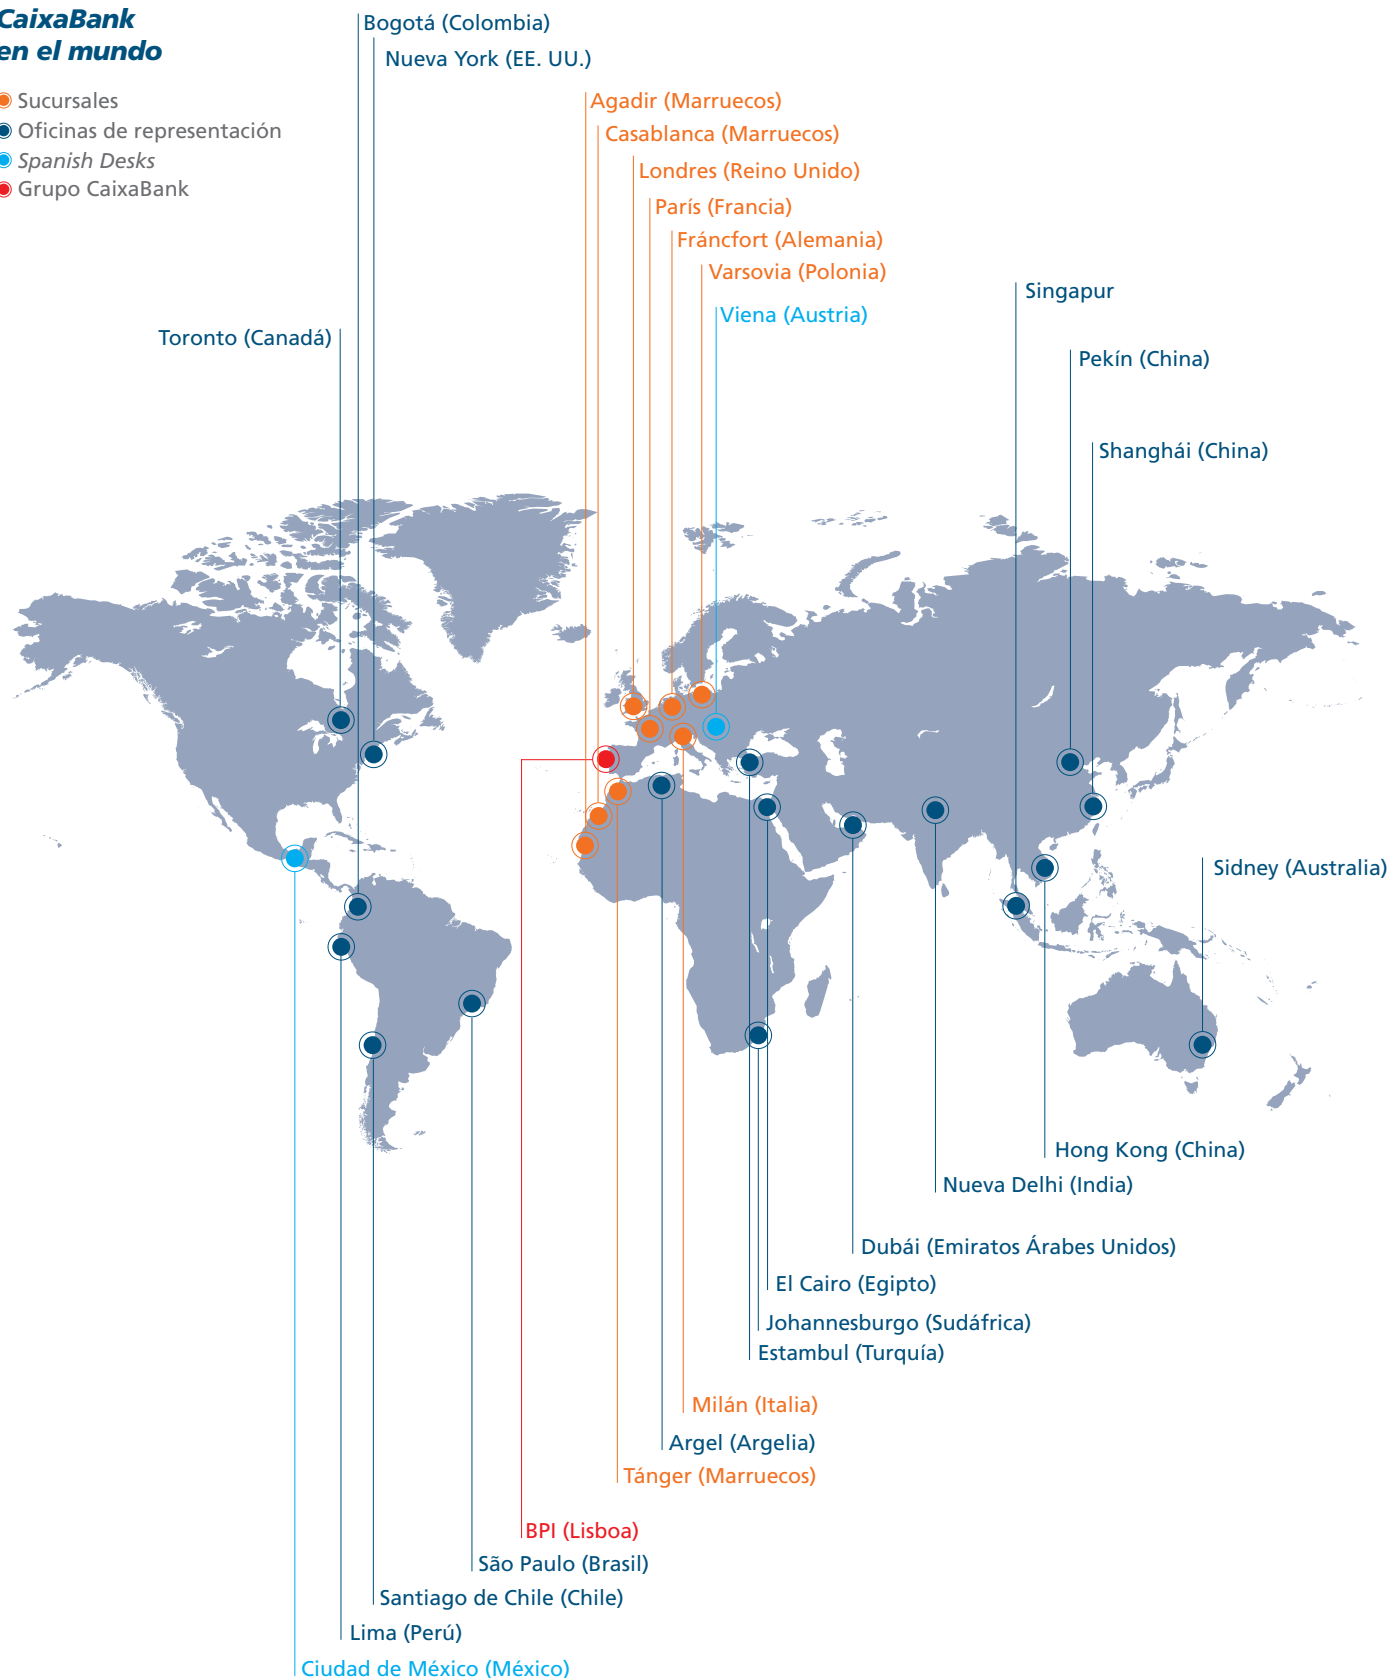 CaixaBank
en el mundo
Sucursales
Oficinas de representación
Spanish Desks
Grupo CaixaBank
Bogotá (Colombia)
Nueva York (EE. UU.)
Agadir (Marruecos)
Casablanca (Marruecos)
Londres (Reino Unido)
París (Francia)
Fráncfort (Alemania)
Varsovia (Polonia)
Viena (Austria)
Singapur
Toronto (Canadá)
Pekín (China)
Shanghái (China)
Sidney (Australia)
Hong Kong (China)
Nueva Delhi (India)
Dubái (Emiratos Árabes Unidos)
El Cairo (Egipto)
Johannesburgo (Sudáfrica)
Estambul (Turquía)
Milán (Italia)
Argel (Argelia)
Tánger (Marruecos)
BPI (Lisboa)
São Paulo (Brasil)
Santiago de Chile (Chile)
Lima (Perú)
Ciudad de México (México)